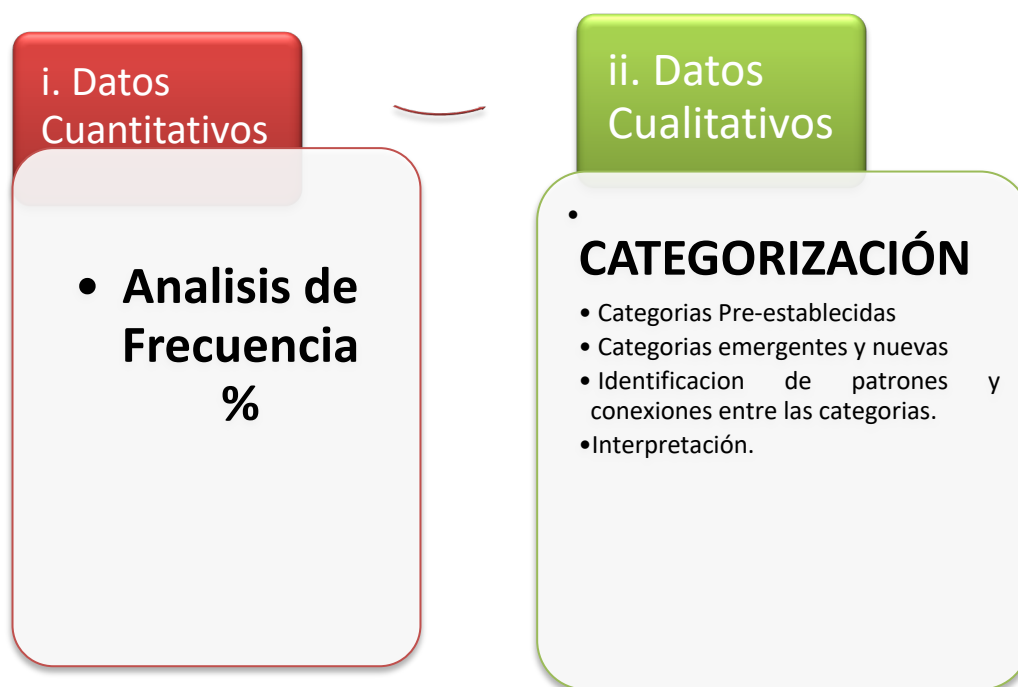 i. Datos
Cuantitativos
• Analisis de
Frecuencia
%
ii. Datos
Cualitativos
•
CATEGORIZACIÓN
• Categorias Pre-establecidas
• Categorias emergentes y nuevas
• Identificacion de patrones y
conexiones entre las categorias.
•Interpretación.